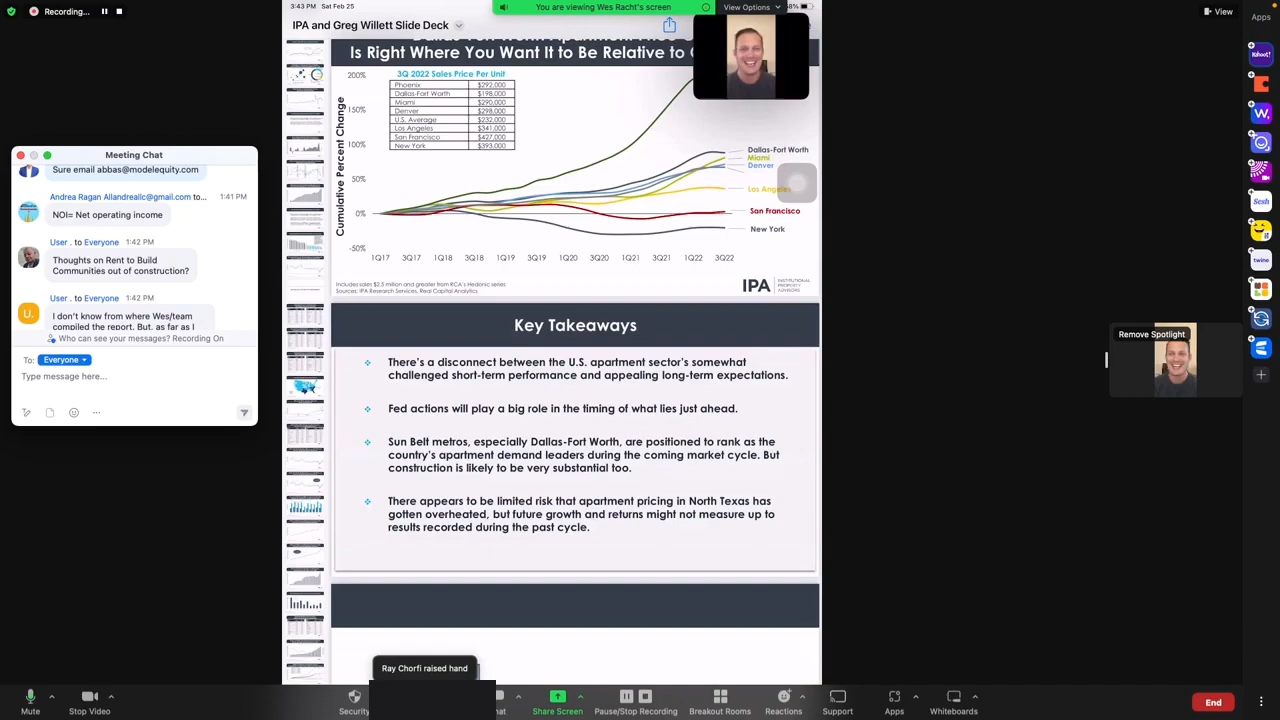 3:43 PM Sat Feb 25
Recording...
You are viewing Wes Racht's screen
View Options
View
Apps
IPA and Greg Willett Slide Deck
Is Right Where You Want It to Be Relative to
Cumulative Percent Change
200%
150%
100%
50%
0%
-50%
3Q 2022 Sales Price Per Unit
Phoenix $292,000
Dallas-Fort Worth $198,000
Miami $290,000
Denver $298,000
U.S. Average $232,000
Los Angeles $341,000
San Francisco $427,000
New York $393,000
Dallas-Fort Worth
Miami
Denver
Los Angeles
San Francisco
New York
1Q17 3Q17 1Q18 3Q18 1Q19 3Q19 1Q20 3Q20 1Q21 3Q21 1Q22 3Q22
Includes sales $2.5 million and greater from RCA's Hedonic series
Sources: IPA Research Services, Real Capital Analytics
IPA INSTITUTIONAL
PROPERTY
ADVISORS
Key Takeaways
There's a disconnect between the U.S. apartment sector's somewhat
challenged short-term performance and appealing long-term expectations.
Fed actions will play a big role in the timing of what lies just ahead.
Sun Belt metros, especially Dallas-Fort Worth, are positioned to rank as the
country's apartment demand leaders during the coming market cycle. But
construction is likely to be very substantial too.
There appears to be limited risk that apartment pricing in North Texas has
gotten overheated, but future growth and returns might not measure up to
results recorded during the past cycle.
Meeting Chat
Sure email abbas@modelequity.com
Andrea Ragan Allandreallc@gmail.com to... 1:41 PM
NOI= Net operating income
User . to Everyone 1:42 PM
Thoughts on Rent to Build
Communities out of construction?
User . to Everyone 1:42 PM
U.
I don't know from where Wes/team
compiled the report. But, as far as I
Who can see your messages? Recording On
To: Everyone
Type message here...
Remove Spotlight
Sesh
twine
Ray Chorfi raised hand
Mute
Stop Video
Security
Share Screen
Pause/Stop Recording
Breakout Rooms
Reactions
Support
Apps
Whiteboards
End